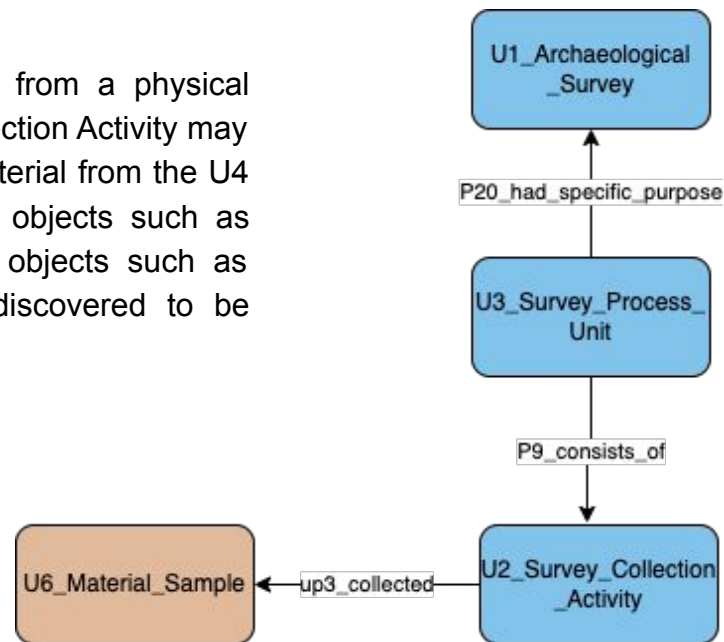 from a physical
ction Activity may
terial from the U4
objects such as
objects such as
discovered to be
U1_Archaeological
_Survey
P20_had_specific_purpose
U3_Survey_Process_
Unit
P9_consists_of
U6_Material_Sample
up3_collected
U2_Survey_Collection
_Activity